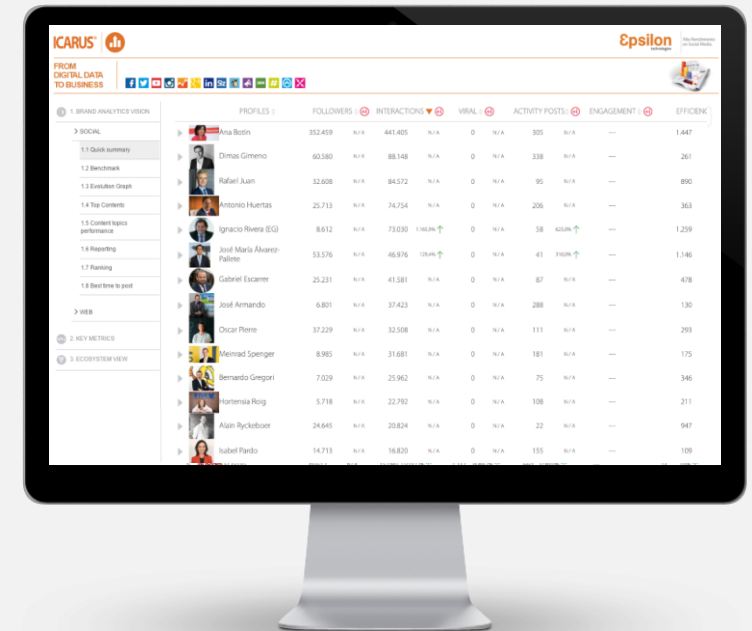 ICARUS
Epsilon
technologies
Alto Rendimiento
en Social Media
FROM
DIGITAL DATA
TO BUSINESS
1. BRAND ANALYTICS VISION
> SOCIAL
1.1 Quick summary
1.2 Benchmark
1.3 Evolution Graph
1.4 Top Contents
1.5 Content topics
performance
1.6 Reporting
1.7 Ranking
1.8 Best time to post
> WEB
2. KEY METRICS
3. ECOSYSTEM VIEW
PROFILES FOLLOWERS INTERACTIONS VIRAL ACTIVITY POSTS ENGAGEMENT EFFICIENC
Ana Botín 352.459 N/A 441.405 N/A 0 N/A 305 N/A --- 1.447
Dimas Gimeno 60.580 N/A 88.148 N/A 0 N/A 338 N/A --- 261
Rafael Juan 32.608 N/A 84.572 N/A 0 N/A 95 N/A --- 890
Antonio Huertas 25.713 N/A 74.754 N/A 0 N/A 206 N/A --- 363
Ignacio Rivera (EG) 8.612 N/A 73.030 0 N/A 58 --- 1.259
José María Álvarez-
Pallete 53.576 N/A 46.976 0 N/A 41 --- 1.146
Gabriel Escarrer 25.231 N/A 41.581 N/A 0 N/A 87 N/A --- 478
José Armando 6.801 N/A 37.423 N/A 0 N/A 288 N/A --- 130
Oscar Pierre 37.229 N/A 32.508 N/A 0 N/A 111 N/A --- 293
Meinrad Spenger 8.985 N/A 31.681 N/A 0 N/A 181 N/A --- 175
Bernardo Gregori 7.029 N/A 25.962 N/A 0 N/A 75 N/A --- 346
Hortensia Roig 5.718 N/A 22.792 N/A 0 N/A 108 N/A --- 211
Alain Ryckeboer 24.645 N/A 20.824 N/A 0 N/A 22 N/A --- 947
Isabel Pardo 14.713 N/A 16.820 N/A 0 N/A 155 N/A --- 109